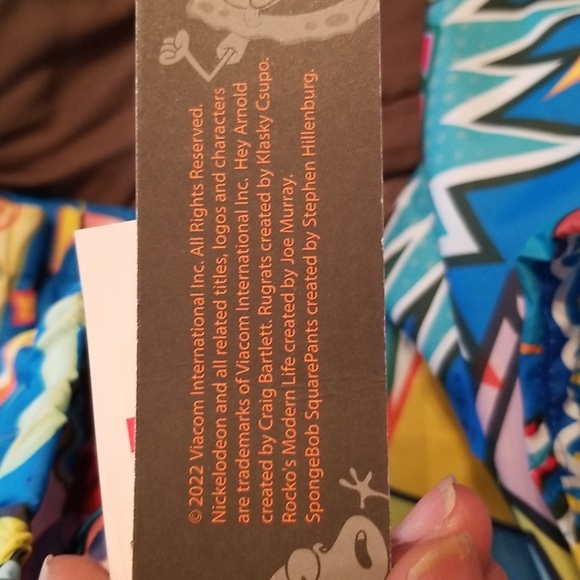 © 2022 Viacom International Inc. All Rights Reserved.
Nickelodeon and all related titles, logos and characters
are trademarks of Viacom International Inc. Hey Arnold
created by Craig Bartlett. Rugrats created by Klasky Csupo.
Rocko's Modern Life created by Joe Murray.
SpongeBob SquarePants created by Stephen Hillenburg.